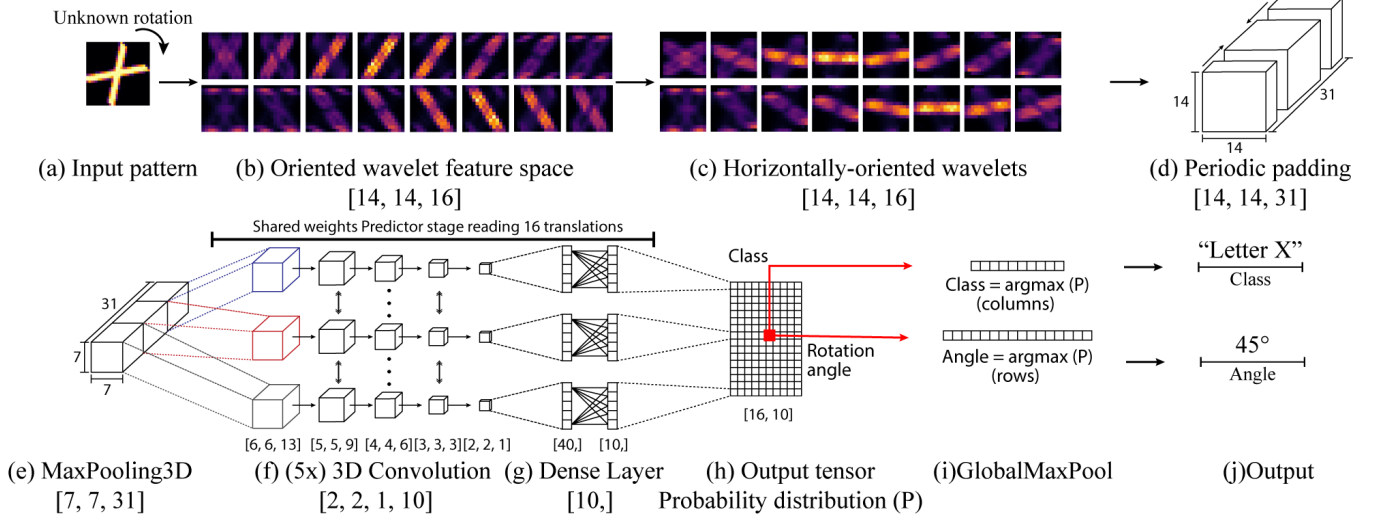 Unknown rotation
(a) Input pattern
(b) Oriented wavelet feature space
[14, 14, 16]
(c) Horizontally-oriented wavelets
[14, 14, 16]
14
14
31
(d) Periodic padding
[14, 14, 31]
Shared weights Predictor stage reading 16 translations
31
7
7
(e) MaxPooling3D
[7, 7, 31]
[6, 6, 13]
[5, 5, 9]
[4, 4, 6]
[3, 3, 3]
[2, 2, 1]
(f) (5x) 3D Convolution
[2, 2, 1, 10]
[40,]
[10,]
(g) Dense Layer
[10,]
Class
Rotation
angle
[16, 10]
(h) Output tensor
Probability distribution (P)
Class = argmax (P)
(columns)
Angle = argmax (P)
(rows)
(i)GlobalMaxPool
“Letter X”
Class
45°
Angle
(j)Output